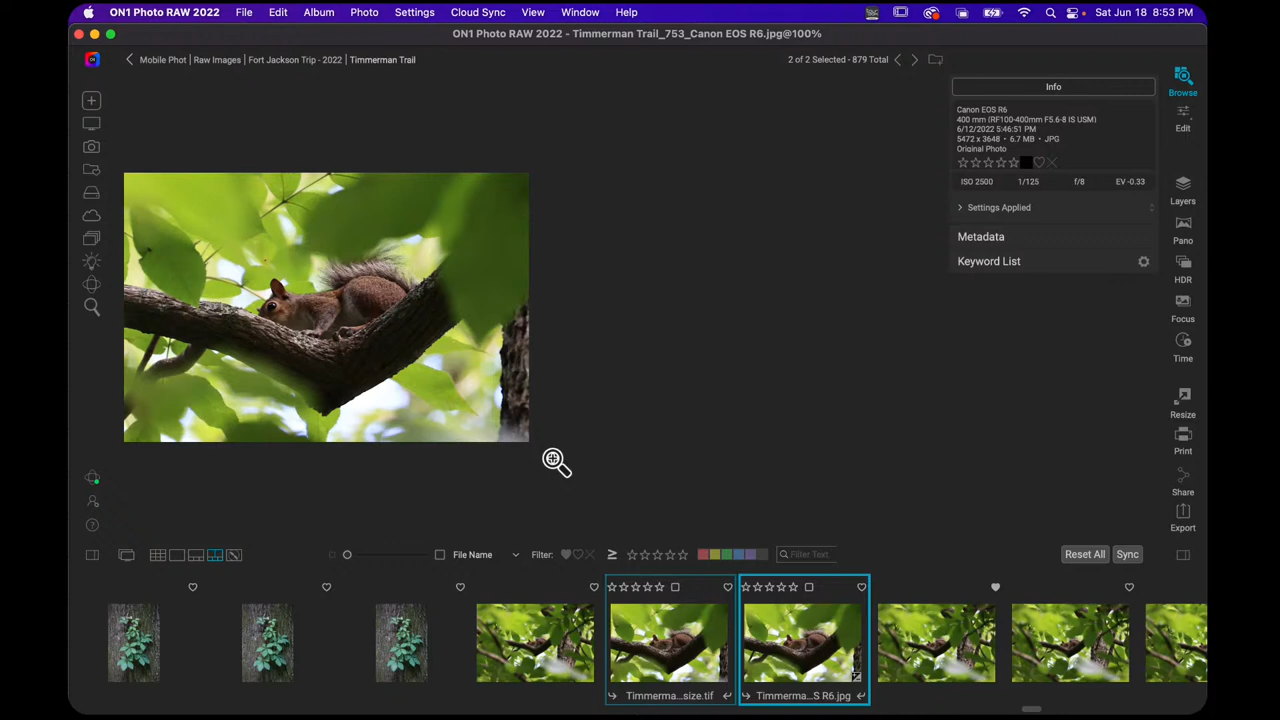 ON1 Photo RAW 2022 File Edit Album Photo Settings Cloud Sync View Window Help Sat Jun 18 8:53 PM
ON1 Photo RAW 2022 - Timmerman Trail_753_Canon EOS R6.jpg@100%
Mobile Phot | Raw Images | Fort Jackson Trip - 2022 | Timmerman Trail 2 of 2 Selected - 879 Total
Info
Browse
Canon EOS R6
400 mm (RF100-400mm F5.6-8 IS USM)
6/12/2022 5:46:51 PM
5472 x 3648 • 6.7 MB • JPG
Original Photo
Edit
ISO 2500 1/125 f/8 EV -0.33
Settings Applied
Metadata
Keyword List
Layers
Pano
HDR
Focus
Time
Resize
Print
Share
Export
File Name Filter: Filter Text Reset All Sync
Timmerma...size.tif Timmerma...S R6.jpg